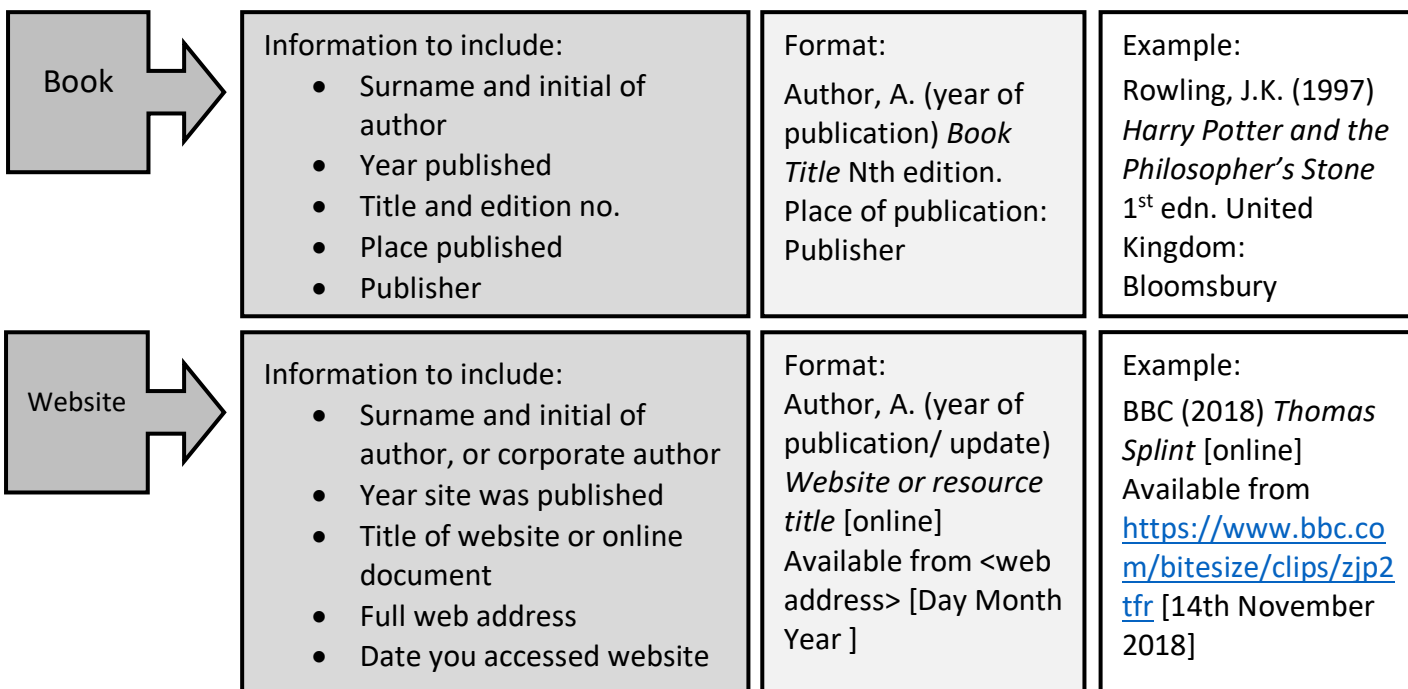 Book
Information to include:
• Surname and initial of
author
• Year published
• Title and edition no.
• Place published
• Publisher
Format:
Author, A. (year of
publication) Book
Title Nth edition.
Place of publication:
Publisher
Example:
Rowling, J.K. (1997)
Harry Potter and the
Philosopher’s Stone
1st edn. United
Kingdom:
Bloomsbury
Website
Information to include:
• Surname and initial of
author, or corporate author
• Year site was published
• Title of website or online
document
• Full web address
• Date you accessed website
Format:
Author, A. (year of
publication/ update)
Website or resource
title [online]
Available from <web
address> [Day Month
Year ]
Example:
BBC (2018) Thomas
Splint [online]
Available from
https://www.bbc.co
m/bitesize/clips/zjp2
tfr [14th November
2018]